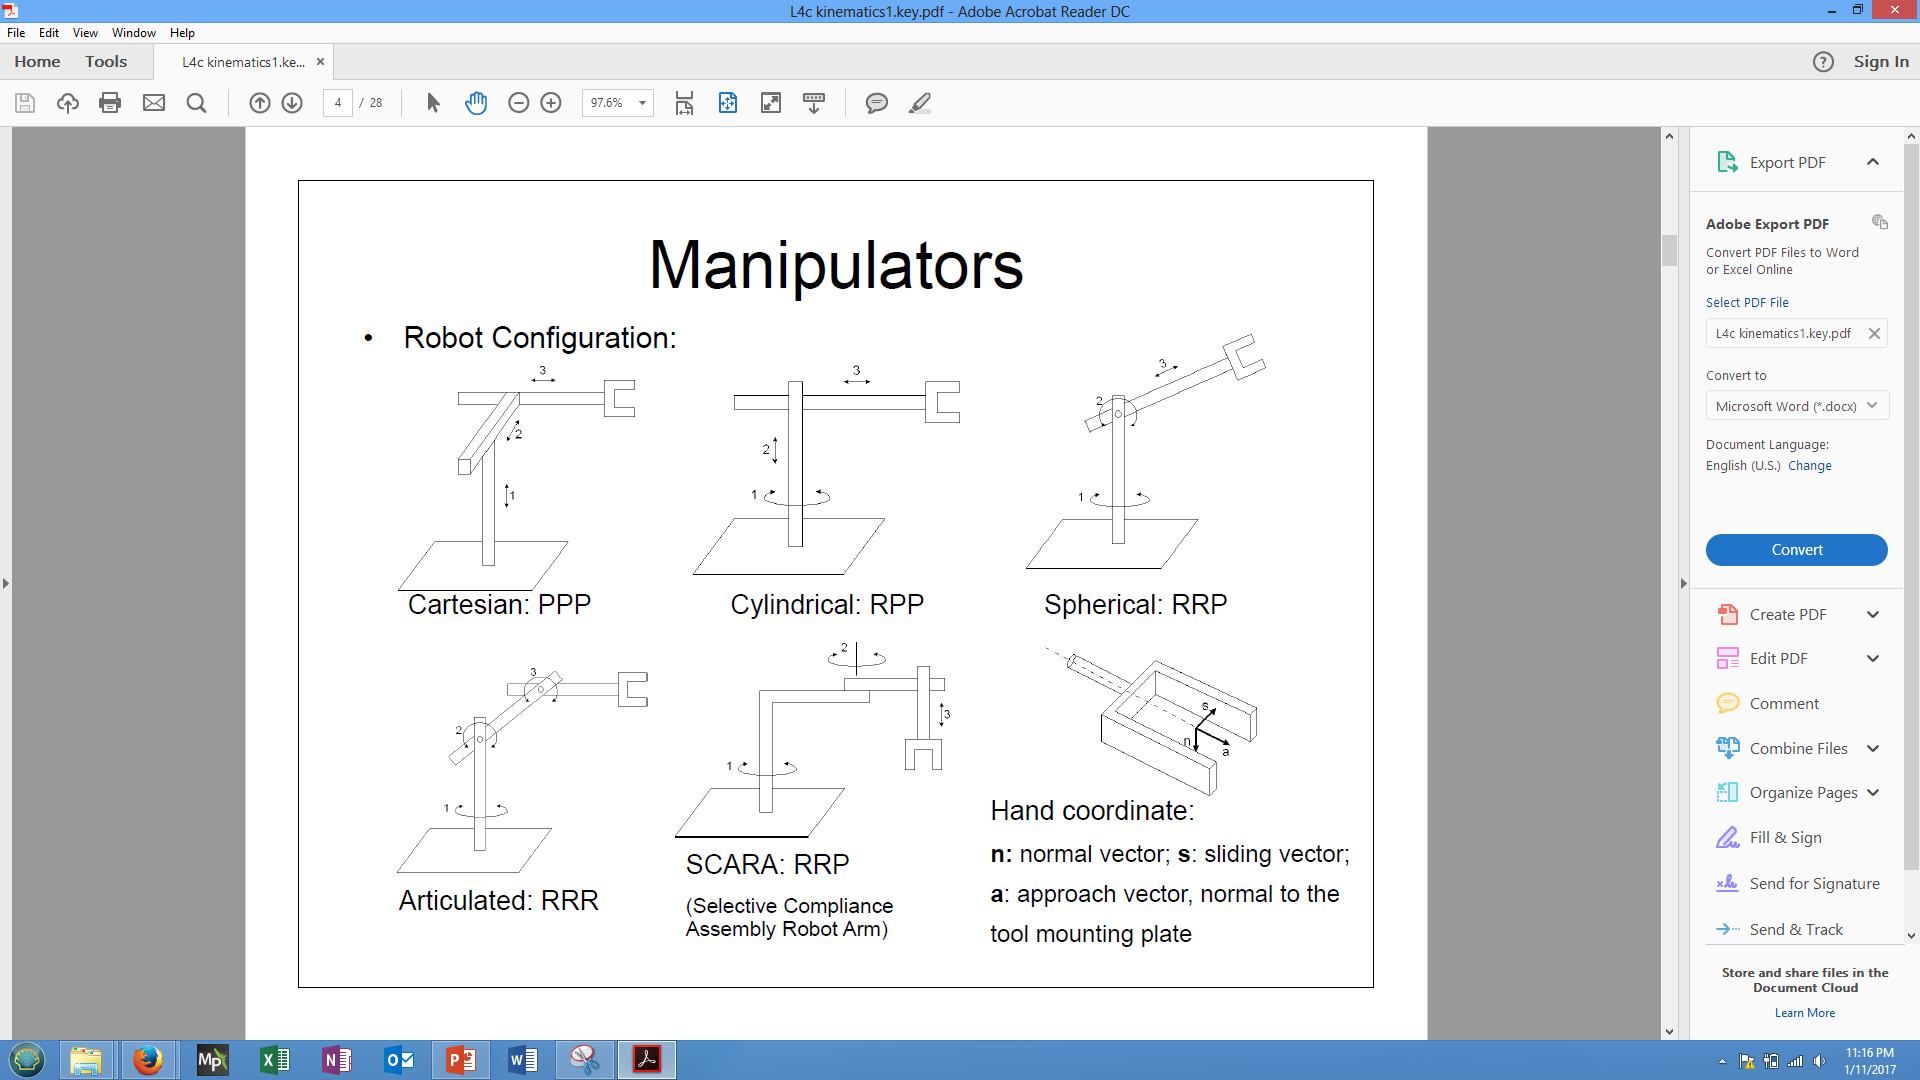 L4c kinematics1.key.pdf - Adobe Acrobat Reader DC
File Edit View Window Help
Home Tools L4c kinematics1.ke... × ? Sign In
4 / 28 97.6%
Manipulators
• Robot Configuration:
3
2
1
Cartesian: PPP
3
2
1
Cylindrical: RPP
3
2
1
Spherical: RRP
3
2
1
Articulated: RRR
2
3
1
SCARA: RRP
(Selective Compliance
Assembly Robot Arm)
s
n
a
Hand coordinate:
n: normal vector; s: sliding vector;
a: approach vector, normal to the
tool mounting plate
Export PDF
Adobe Export PDF
Convert PDF Files to Word
or Excel Online
Select PDF File
L4c kinematics1.key.pdf
Convert to
Microsoft Word (*.docx)
Document Language:
English (U.S.) Change
Convert
Create PDF
Edit PDF
Comment
Combine Files
Organize Pages
Fill & Sign
Send for Signature
Send & Track
Store and share files in the
Document Cloud
Learn More
Mp X N O P W
11:16 PM
1/11/2017